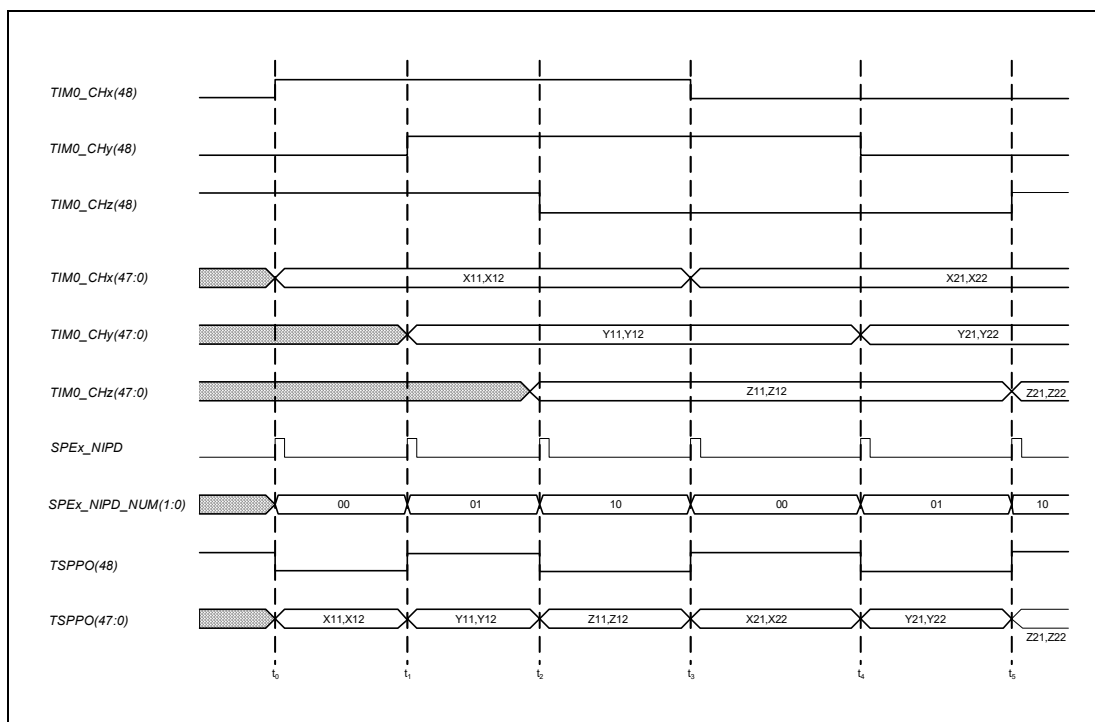 TIM0_CHx(48)
TIM0_CHy(48)
TIM0_CHz(48)
TIM0_CHx(47:0) X11,X12 X21,X22
TIM0_CHy(47:0) Y11,Y12 Y21,Y22
TIM0_CHz(47:0) Z11,Z12 Z21,Z22
SPEx_NIPD
SPEx_NIPD_NUM(1:0) 00 01 10 00 01 10
TSPPO(48)
TSPPO(47:0) X11,X12 Y11,Y12 Z11,Z12 X21,X22 Y21,Y22 Z21,Z22
t0 t1 t2 t3 t4 t5